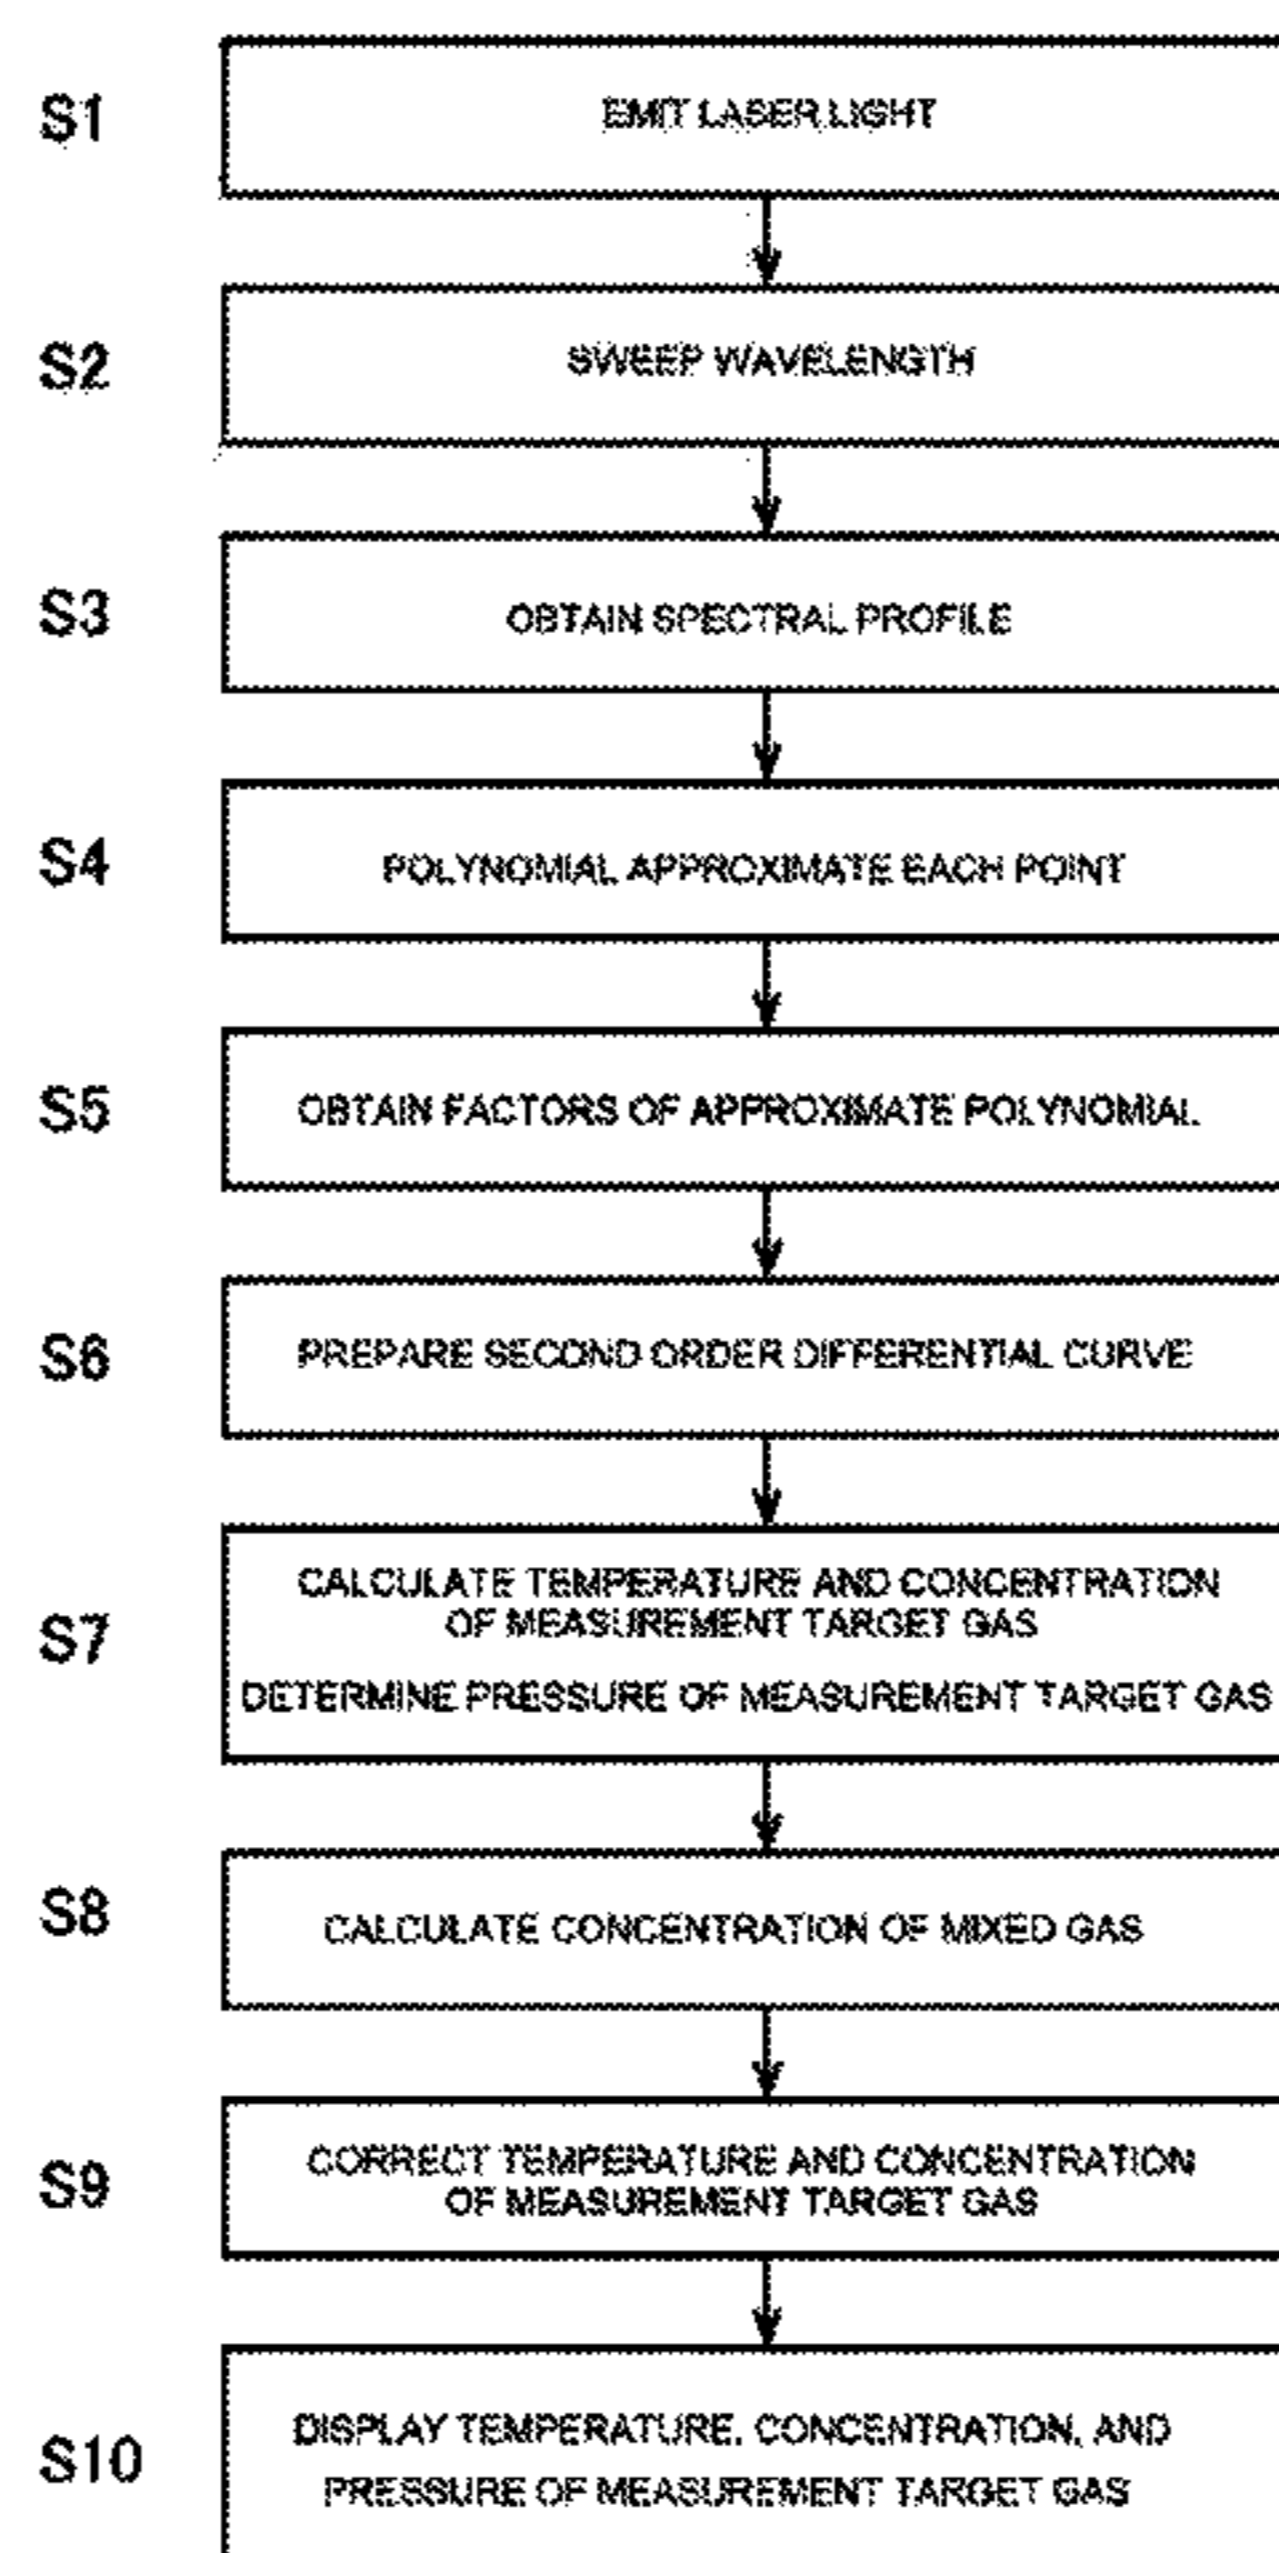 S1
EMIT LASER LIGHT
S2
SWEEP WAVELENGTH
S3
OBTAIN SPECTRAL PROFILE
S4
POLYNOMIAL APPROXIMATE EACH POINT
S5
OBTAIN FACTORS OF APPROXIMATE POLYNOMIAL
S6
PREPARE SECOND ORDER DIFFERENTIAL CURVE
S7
CALCULATE TEMPERATURE AND CONCENTRATION
OF MEASUREMENT TARGET GAS
DETERMINE PRESSURE OF MEASUREMENT TARGET GAS
S8
CALCULATE CONCENTRATION OF MIXED GAS
S9
CORRECT TEMPERATURE AND CONCENTRATION
OF MEASUREMENT TARGET GAS
S10
DISPLAY TEMPERATURE, CONCENTRATION, AND
PRESSURE OF MEASUREMENT TARGET GAS